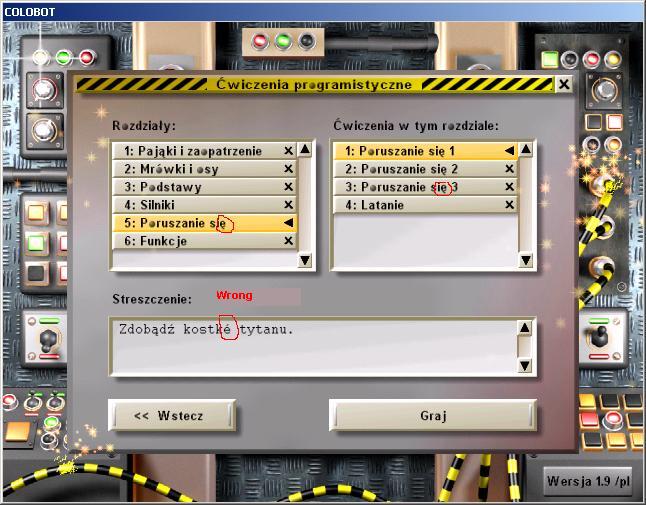 COLOBOT
Ćwiczenia programistyczne
Rozdziały:
1: Pająki i zaopatrzenie
2: Mrówki i osy
3: Podstawy
4: Silniki
5: Poruszanie się
6: Funkcje
Ćwiczenia w tym rozdziale:
1: Poruszanie się 1
2: Poruszanie się 2
3: Poruszanie się 3
4: Latanie
Streszczenie:
Wrong
Zdobądź kostké tytanu.
<< Wstecz
Graj
Wersja 1.9 /pl